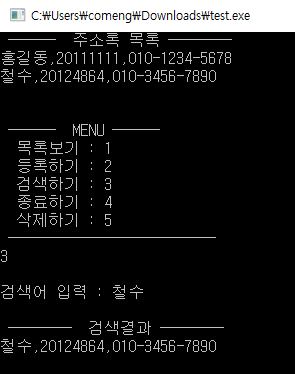 C:₩Users₩comeng₩Downloads₩test.exe
─────── 주소록 목록 ───────
홍길동,20111111,010-1234-5678
철수,20124864,010-3456-7890
────── MENU ──────
목록보기 : 1
등록하기 : 2
검색하기 : 3
종료하기 : 4
삭제하기 : 5
───────────────────────
3
검색어 입력 : 철수
──────── 검색결과 ────────
철수,20124864,010-3456-7890